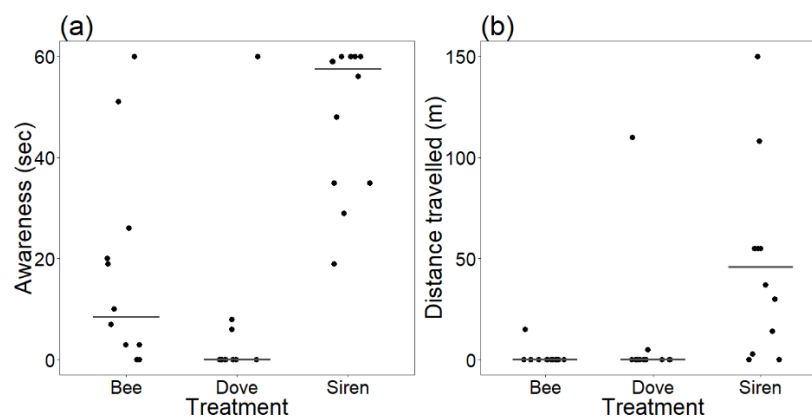 (a)
Awareness (sec)
60
40
20
0
Bee Dove Siren
Treatment
(b)
Distance travelled (m)
150
100
50
0
Bee Dove Siren
Treatment